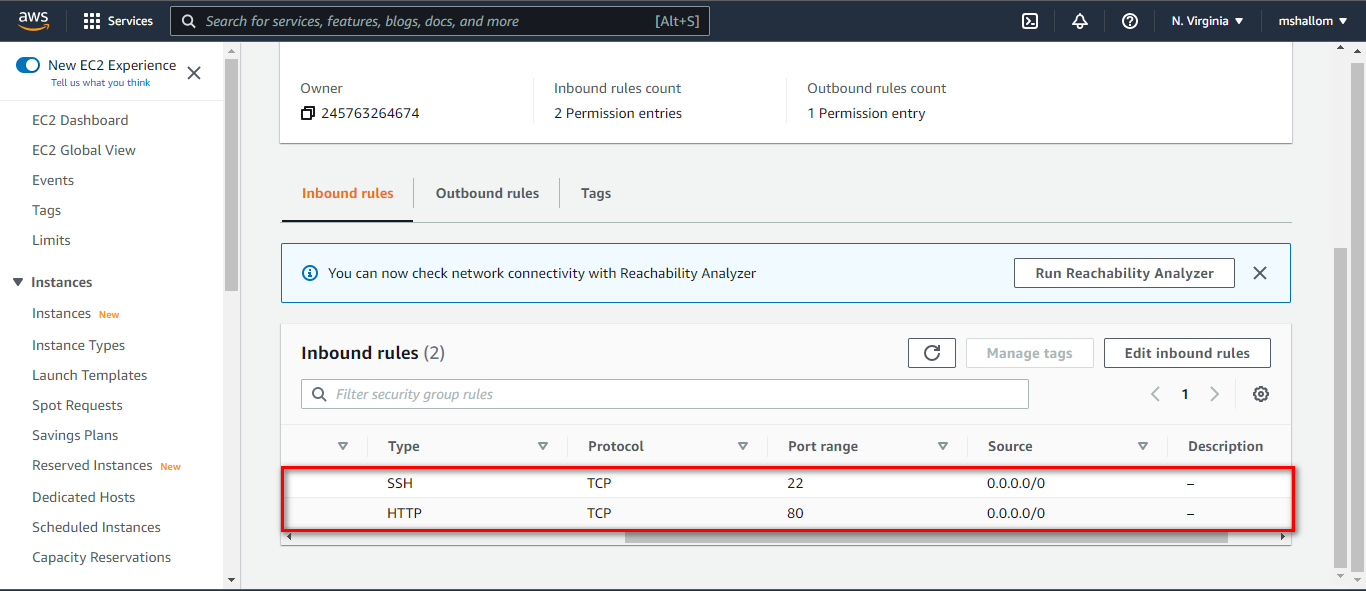 aws Services Search for services, features, blogs, docs, and more [Alt+S] N. Virginia mshallom
New EC2 Experience
Tell us what you think
EC2 Dashboard
EC2 Global View
Events
Tags
Limits
Instances
Instances New
Instance Types
Launch Templates
Spot Requests
Savings Plans
Reserved Instances New
Dedicated Hosts
Scheduled Instances
Capacity Reservations
Owner Inbound rules count Outbound rules count
245763264674 2 Permission entries 1 Permission entry
Inbound rules Outbound rules Tags
You can now check network connectivity with Reachability Analyzer Run Reachability Analyzer
Inbound rules (2) Manage tags Edit inbound rules
Filter security group rules 1
Type Protocol Port range Source Description
SSH TCP 22 0.0.0.0/0 –
HTTP TCP 80 0.0.0.0/0 –